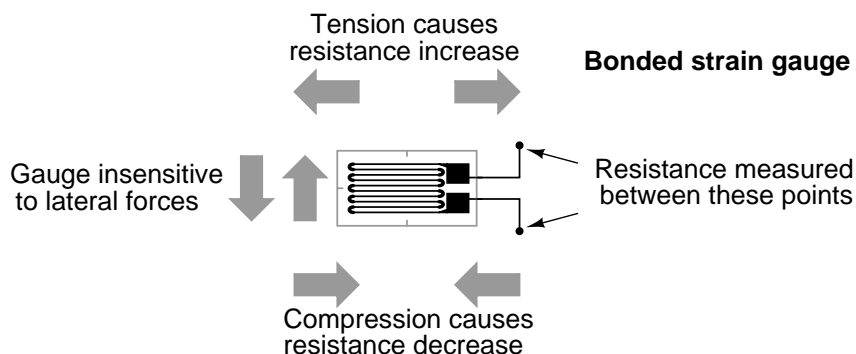 Tension causes
resistance increase
Bonded strain gauge
Gauge insensitive
to lateral forces
Resistance measured
between these points
Compression causes
resistance decrease